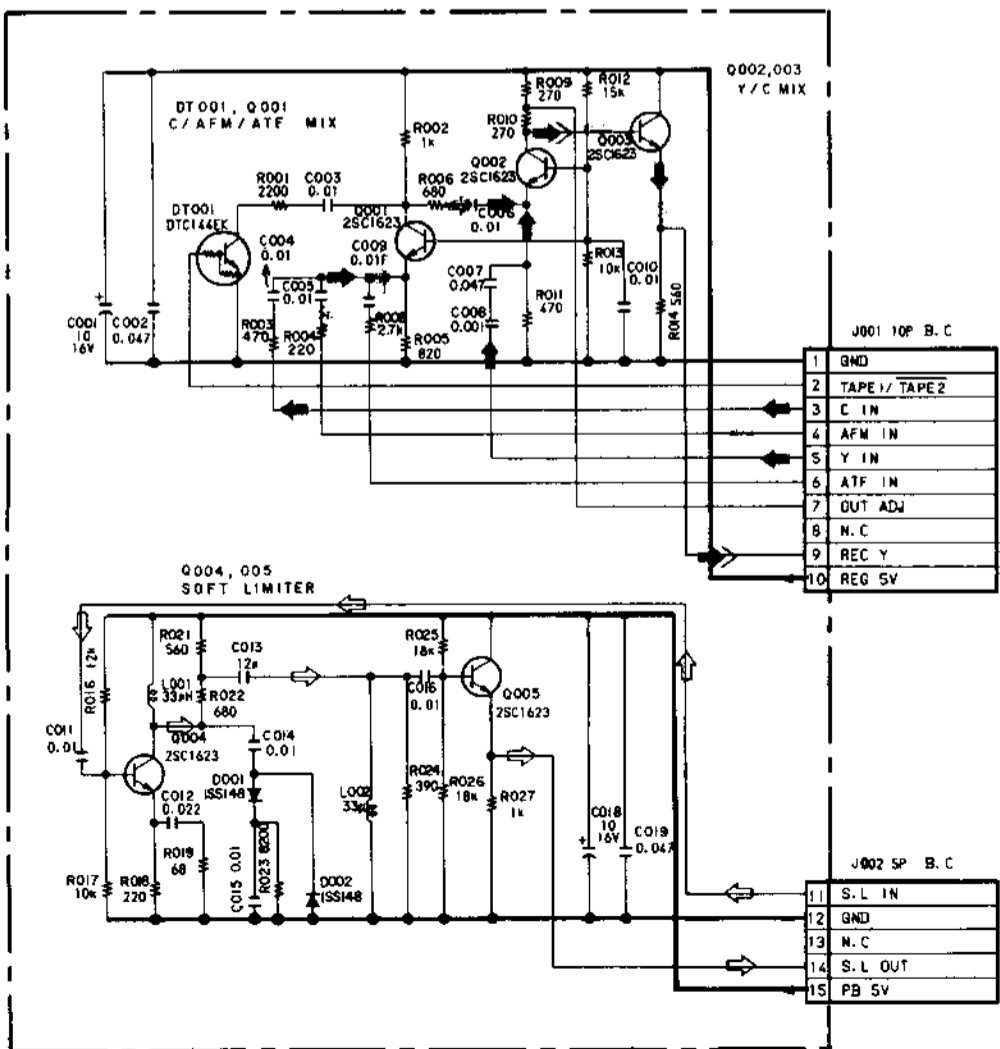 Q002,003
Y/C MIX
DT001, Q001
C/AFM/ATF MIX
R009
270
R012
15k
R010
270
Q003
2SC1623
R002
1k
Q002
2SC1623
R001
2200
C003
0.01
R006
680
C006
0.01
DT001
DTC144EK
Q001
2SC1623
C004
0.01
C009
0.01F
C005
0.01
C007
0.047
R013
10k
C010
0.01
C001
10
16V
C002
0.047
R003
470
R004
220
R008
2.7k
R005
820
C008
0.001
R011
470
R014 560
J001 10P B.C
1 GND
2 TAPE1/TAPE2
3 C IN
4 AFM IN
5 Y IN
6 ATF IN
7 OUT ADJ
8 N.C
9 REC Y
10 REG 5V
Q004, 005
SOFT LIMITER
R016 12k
R021
560
C013
12P
R025
18k
L001
33μH
R022
680
C016
0.01
Q005
2SC1623
C011
0.01
Q004
2SC1623
C014
0.01
D001
1SS148
C012
0.022
L002
33μH
R024
390
R026
18k
R027
1k
C018
10
16V
C019
0.047
R019
68
R017
10k
R018
220
C015 0.01
R023 8200
D002
1SS148
J002 5P B.C
11 S.L IN
12 GND
13 N.C
14 S.L OUT
15 PB 5V